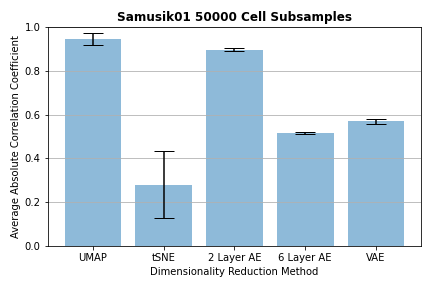 Samusik01 50000 Cell Subsamples
Average Absolute Correlation Coefficient
1.0
0.8
0.6
0.4
0.2
0.0
UMAP tSNE 2 Layer AE 6 Layer AE VAE
Dimensionality Reduction Method